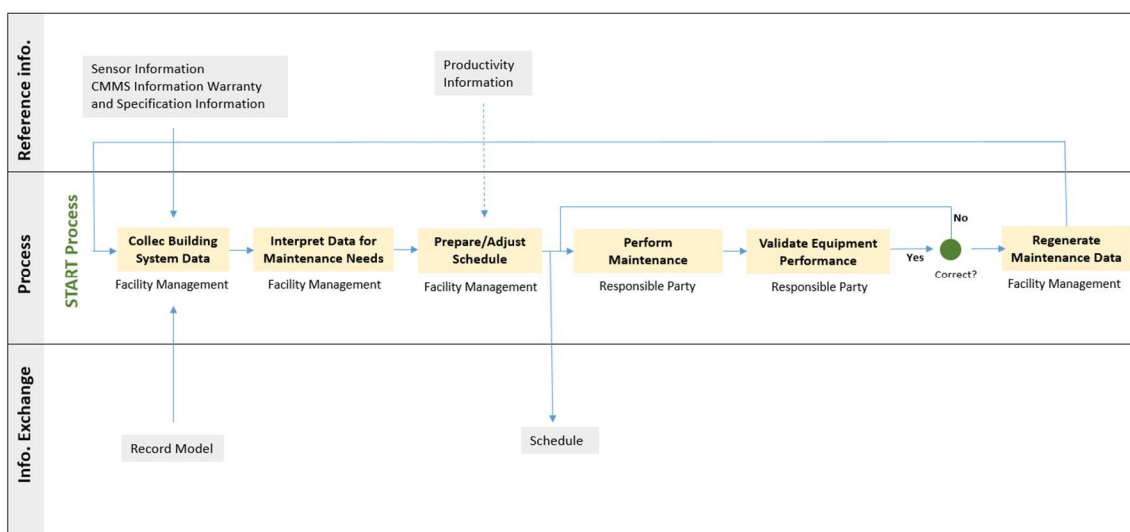 Reference info.
Sensor Information
CMMS Information Warranty
and Specification Information
Productivity
Information
Process
START Process
Collec Building
System Data
Facility Management
Interpret Data for
Maintenance Needs
Facility Management
Prepare/Adjust
Schedule
Facility Management
Perform
Maintenance
Responsible Party
Validate Equipment
Performance
Responsible Party
Yes
No
Correct?
Regenerate
Maintenance Data
Facility Management
Info. Exchange
Record Model
Schedule